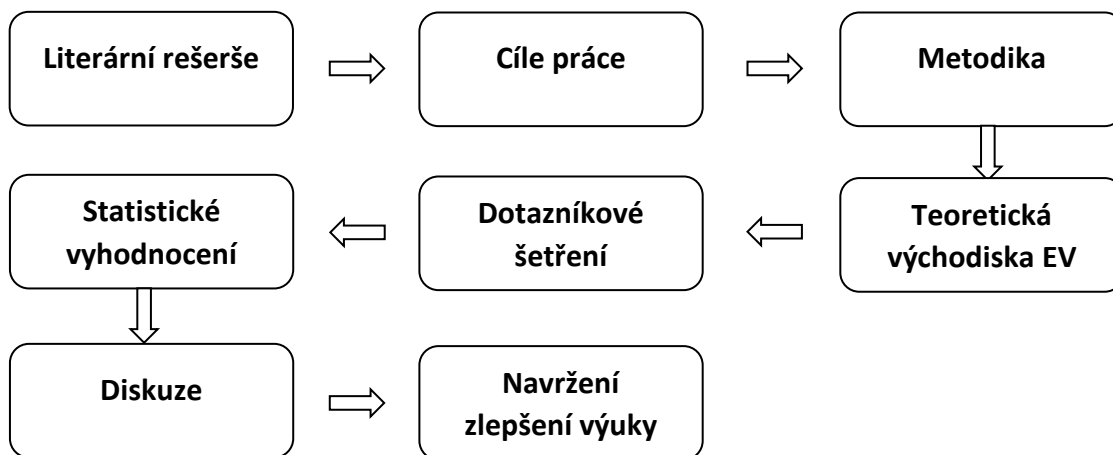 Literární rešerše
Cíle práce
Metodika
Teoretická
východiska EV
Dotazníkové
šetření
Statistické
vyhodnocení
Diskuze
Navržení
zlepšení výuky